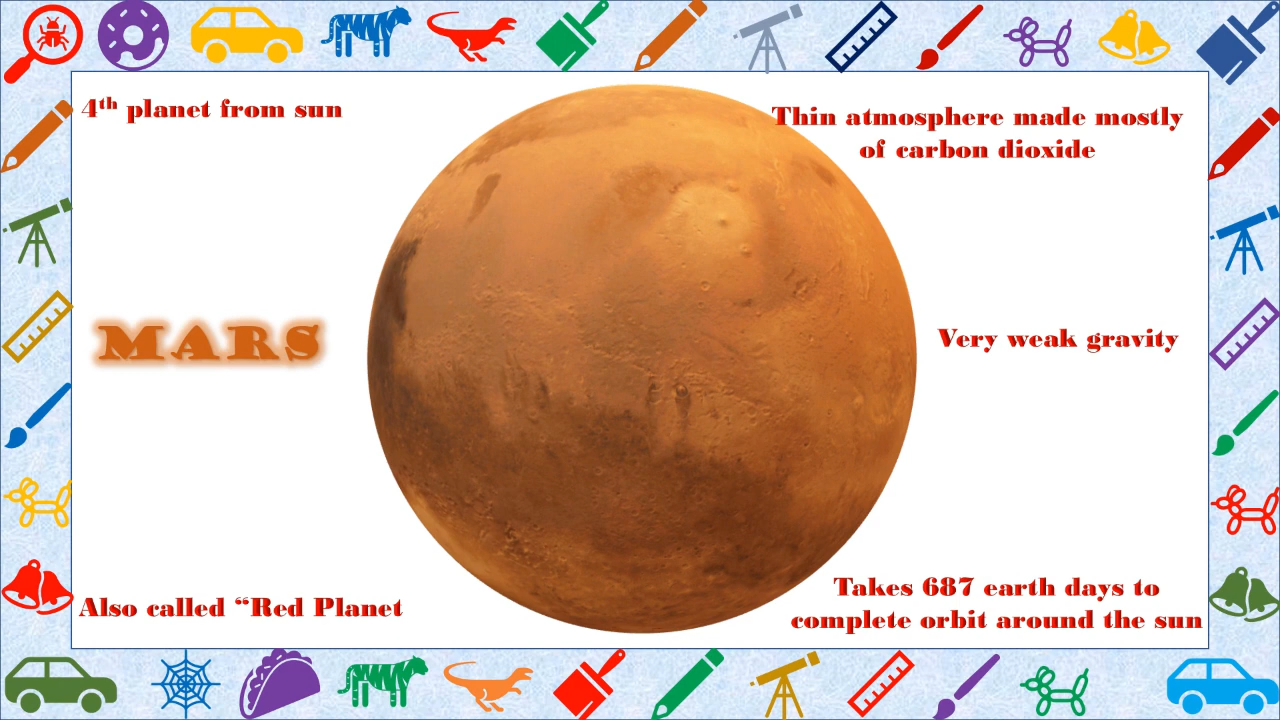 4th planet from sun
Thin atmosphere made mostly
of carbon dioxide
MARS
Very weak gravity
Also called “Red Planet
Takes 687 earth days to
complete orbit around the sun